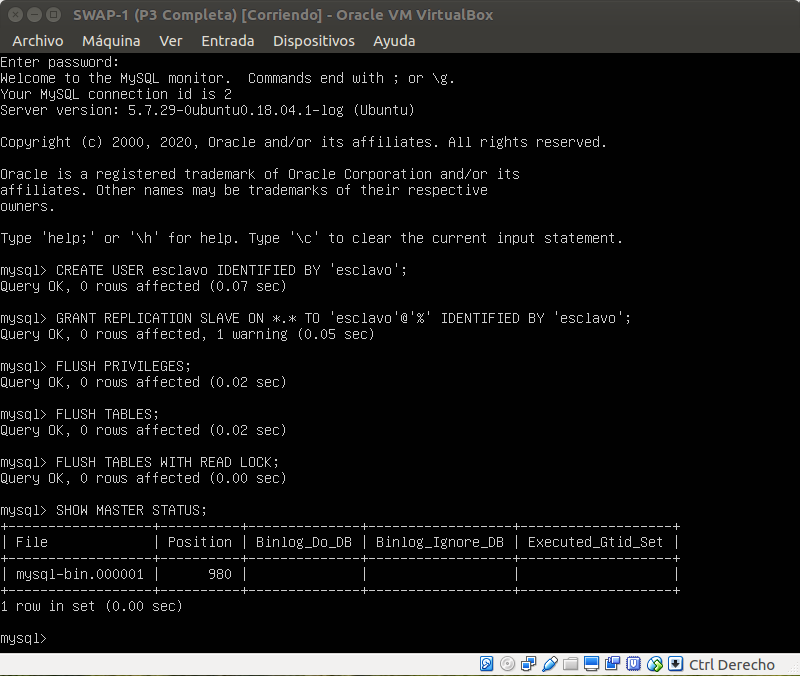 SWAP-1 (P3 Completa) [Corriendo] - Oracle VM VirtualBox
Archivo Máquina Ver Entrada Dispositivos Ayuda
Enter password:
Welcome to the MySQL monitor.  Commands end with ; or \g.
Your MySQL connection id is 2
Server version: 5.7.29-0ubuntu0.18.04.1-log (Ubuntu)
Copyright (c) 2000, 2020, Oracle and/or its affiliates. All rights reserved.
Oracle is a registered trademark of Oracle Corporation and/or its
affiliates. Other names may be trademarks of their respective
owners.
Type 'help;' or '\h' for help. Type '\c' to clear the current input statement.
mysql> CREATE USER esclavo IDENTIFIED BY 'esclavo';
Query OK, 0 rows affected (0.07 sec)
mysql> GRANT REPLICATION SLAVE ON *.* TO 'esclavo'@'%' IDENTIFIED BY 'esclavo';
Query OK, 0 rows affected, 1 warning (0.05 sec)
mysql> FLUSH PRIVILEGES;
Query OK, 0 rows affected (0.02 sec)
mysql> FLUSH TABLES;
Query OK, 0 rows affected (0.02 sec)
mysql> FLUSH TABLES WITH READ LOCK;
Query OK, 0 rows affected (0.00 sec)
mysql> SHOW MASTER STATUS;
+------------------+----------+--------------+------------------+-------------------+
| File             | Position | Binlog_Do_DB | Binlog_Ignore_DB | Executed_Gtid_Set |
+------------------+----------+--------------+------------------+-------------------+
| mysql-bin.000001 |      980 |              |                  |                   |
+------------------+----------+--------------+------------------+-------------------+
1 row in set (0.00 sec)
mysql>
Ctrl Derecho